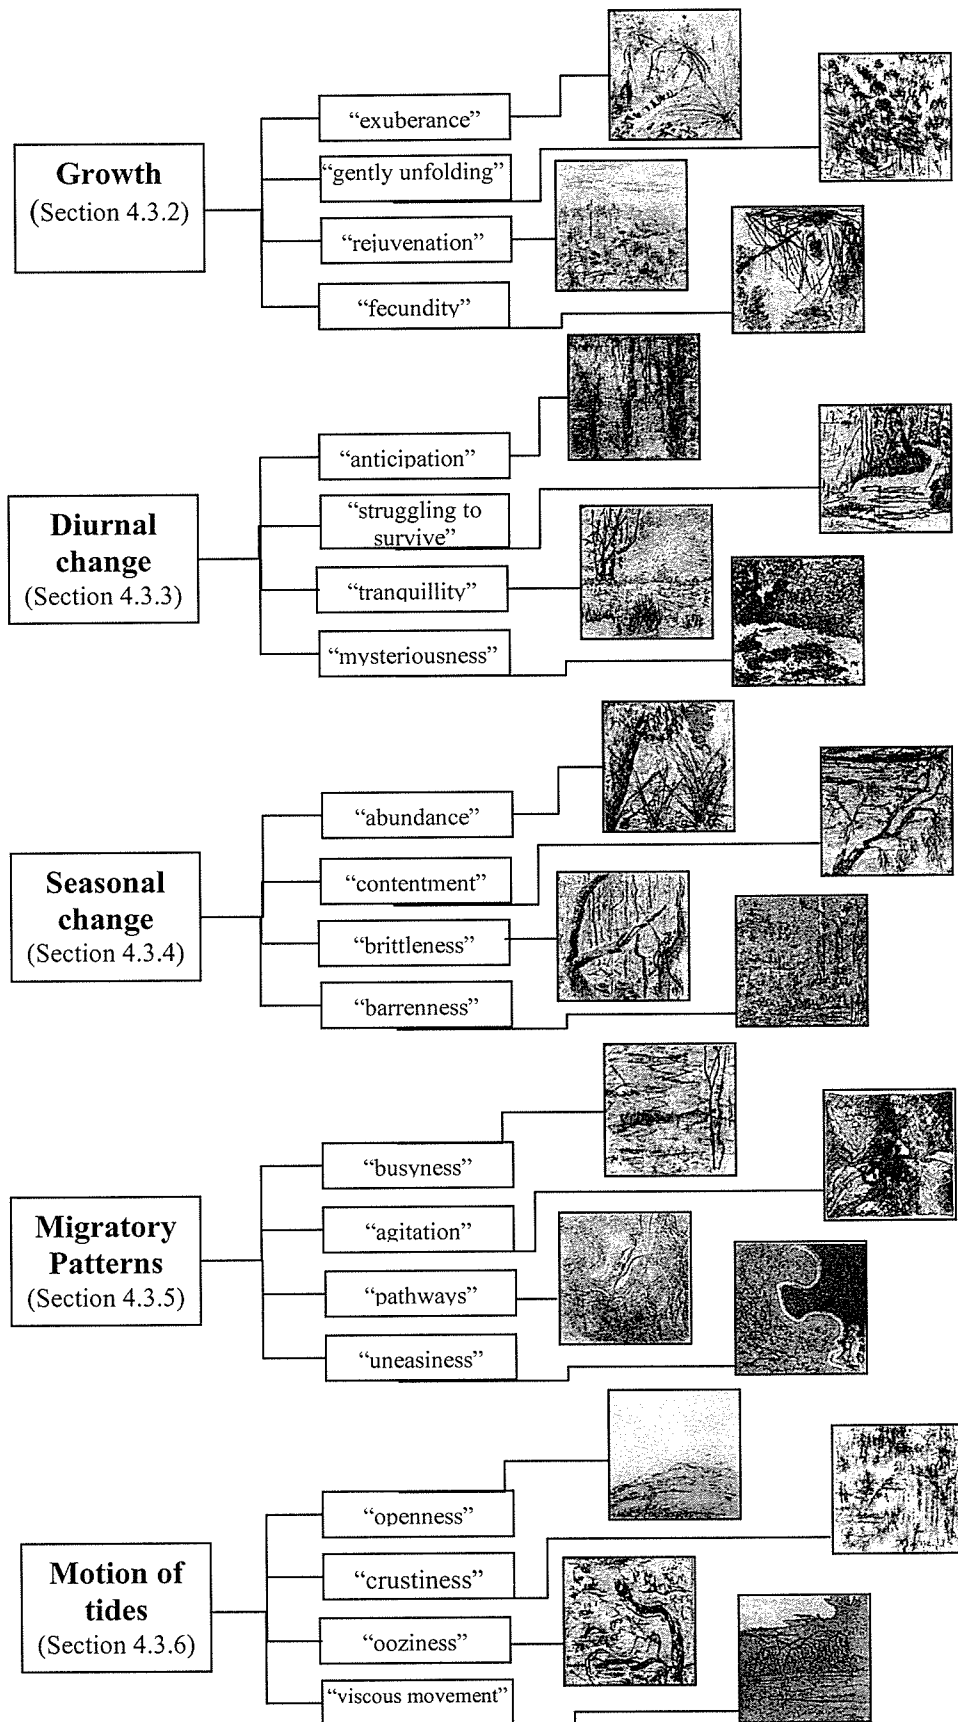 Growth
(Section 4.3.2)
“exuberance”
“gently unfolding”
“rejuvenation”
“fecundity”
Diurnal
change
(Section 4.3.3)
“anticipation”
“struggling to
survive”
“tranquillity”
“mysteriousness”
Seasonal
change
(Section 4.3.4)
“abundance”
“contentment”
“brittleness”
“barrenness”
Migratory
Patterns
(Section 4.3.5)
“busyness”
“agitation”
“pathways”
“uneasiness”
Motion of
tides
(Section 4.3.6)
“openness”
“crustiness”
“ooziness”
“viscous movement”